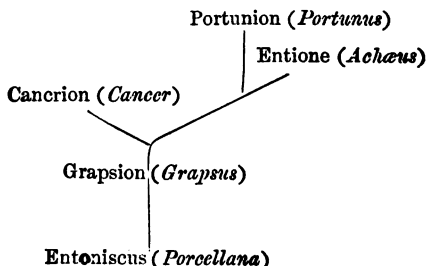 Portunion (Portunus)
Entione (Achæus)
Cancrion (Cancer)
Grapsion (Grapsus)
Entoniscus (Porcellana)